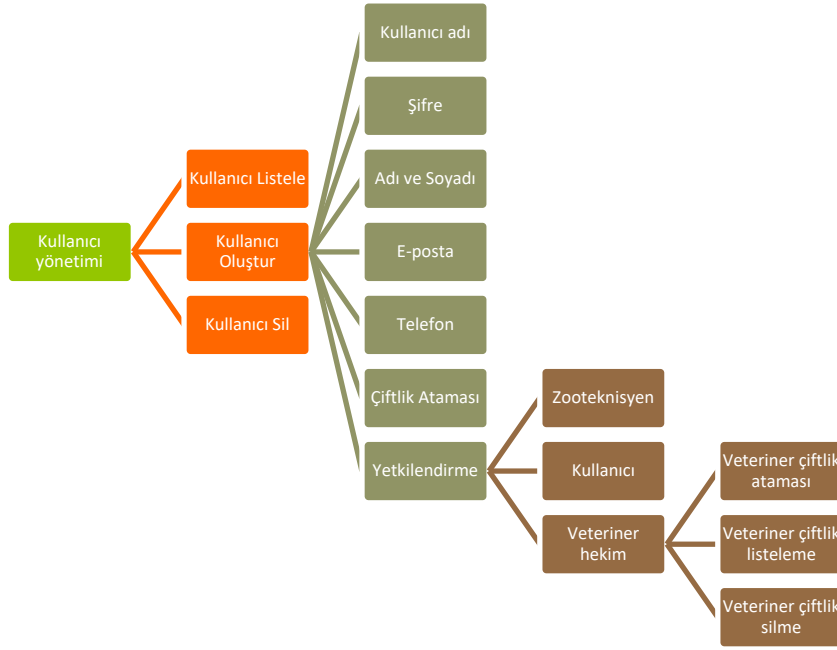 Kullanıcı
yönetimi
Kullanıcı Listele
Kullanıcı
Oluştur
Kullanıcı Sil
Kullanıcı adı
Şifre
Adı ve Soyadı
E-posta
Telefon
Çiftlik Ataması
Yetkilendirme
Zooteknisyen
Kullanıcı
Veteriner
hekim
Veteriner çiftlik
ataması
Veteriner çiftlik
listeleme
Veteriner çiftlik
silme